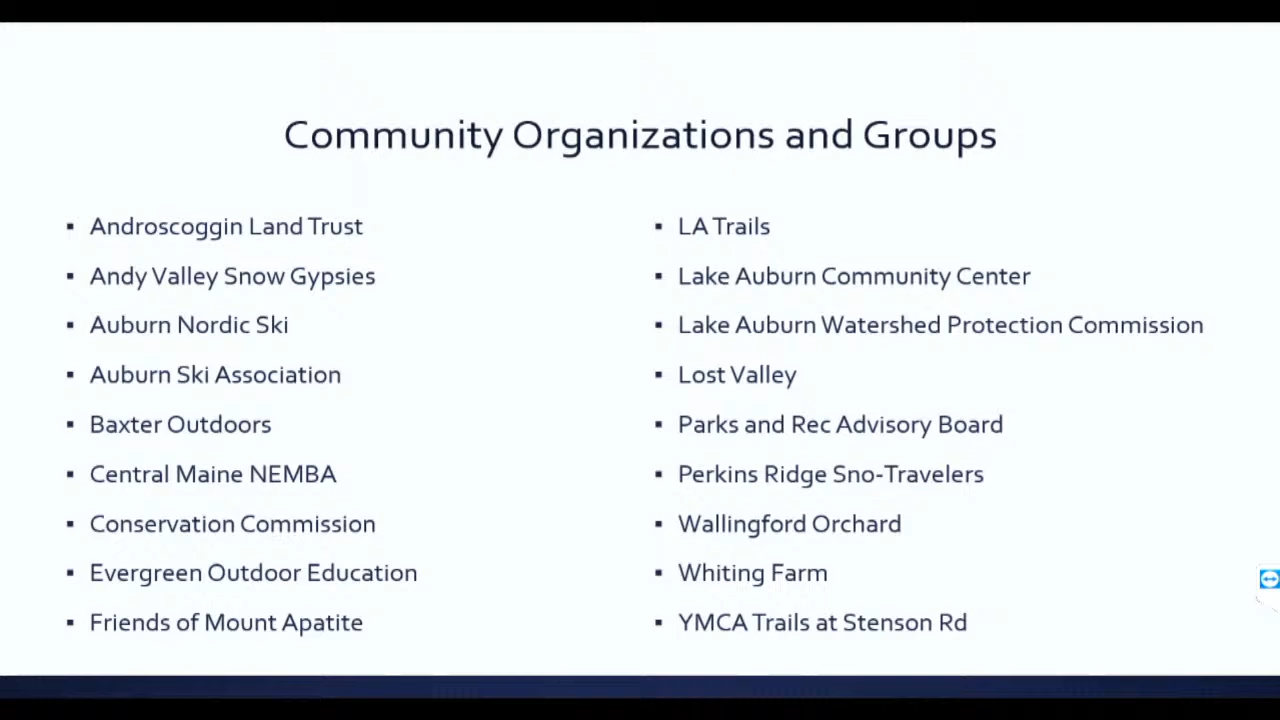 Community Organizations and Groups
▪ Androscoggin Land Trust
▪ Andy Valley Snow Gypsies
▪ Auburn Nordic Ski
▪ Auburn Ski Association
▪ Baxter Outdoors
▪ Central Maine NEMBA
▪ Conservation Commission
▪ Evergreen Outdoor Education
▪ Friends of Mount Apatite
▪ LA Trails
▪ Lake Auburn Community Center
▪ Lake Auburn Watershed Protection Commission
▪ Lost Valley
▪ Parks and Rec Advisory Board
▪ Perkins Ridge Sno-Travelers
▪ Wallingford Orchard
▪ Whiting Farm
▪ YMCA Trails at Stenson Rd